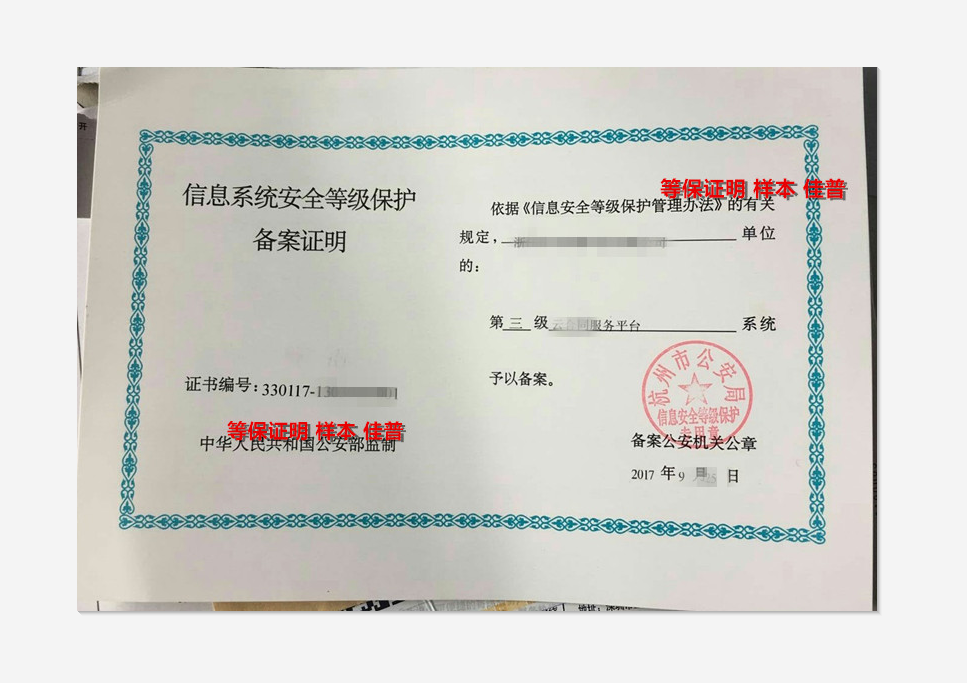 信息系统安全等级保护
备案证明
证书编号：330117-
等保证明 样本 佳普
中华人民共和国公安部监制
等保证明 样本 佳普
依据《信息安全等级保护管理办法》的有关
规定， 单位
的：
第 三 级 服务平台 系统
予以备案。
杭州市公安局
信息安全等级保护
专用章
备案公安机关公章
2017 年 9 月 日